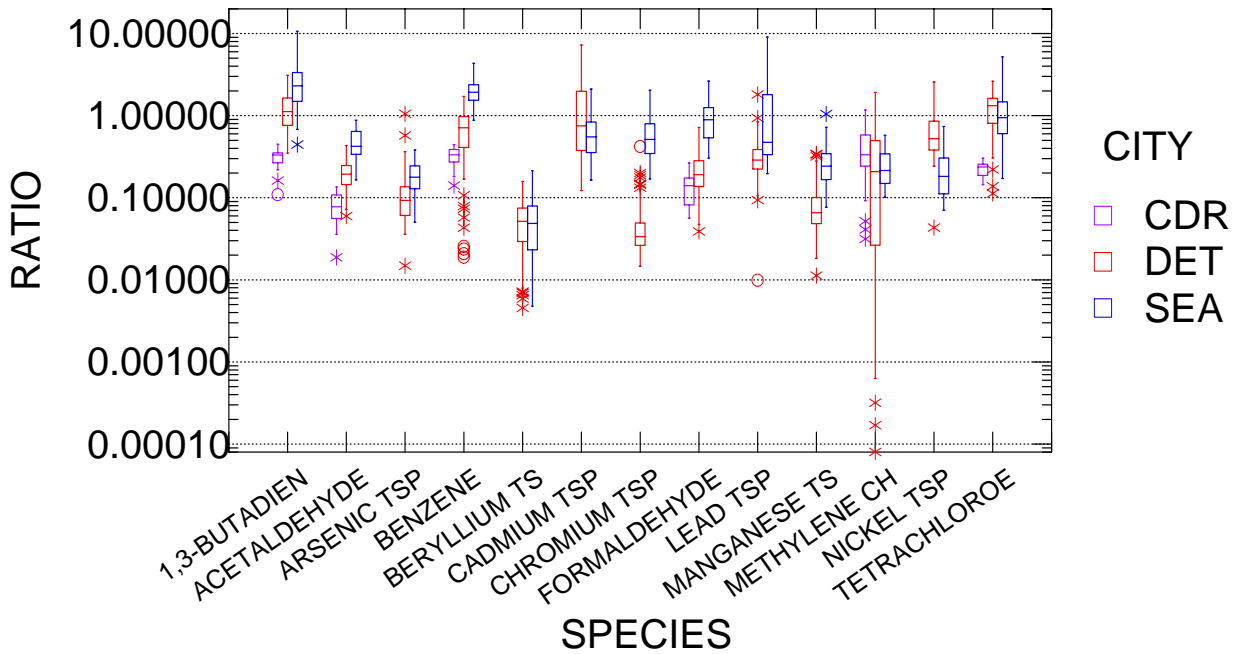 10.00000
1.00000
0.10000
0.01000
0.00100
0.00010
RATIO
1,3-BUTADIEN
ACETALDEHYDE
ARSENIC TSP
BENZENE
BERYLLIUM TS
CADMIUM TSP
CHROMIUM TSP
FORMALDEHYDE
LEAD TSP
MANGANESE TS
METHYLENE CH
NICKEL TSP
TETRACHLOROE
SPECIES
CITY
CDR
DET
SEA